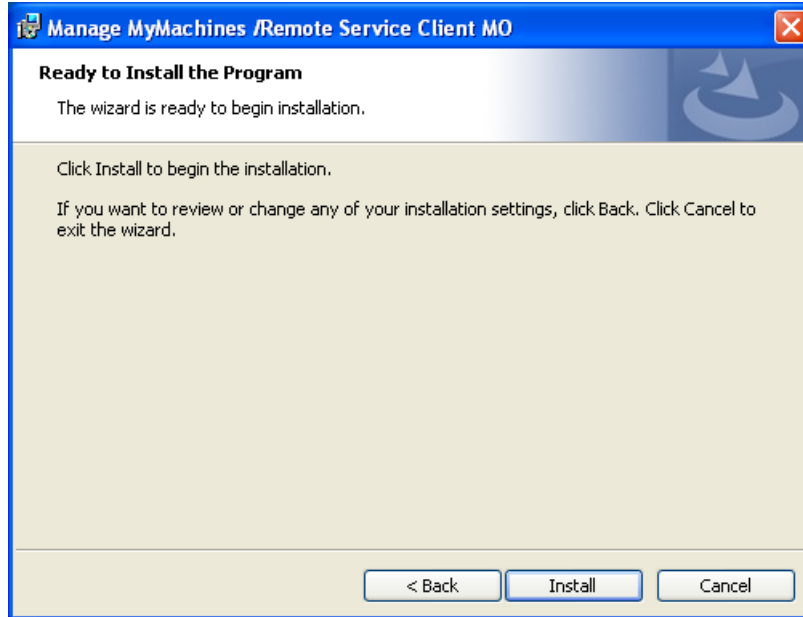 Manage MyMachines /Remote Service Client MO
Ready to Install the Program
The wizard is ready to begin installation.
Click Install to begin the installation.
If you want to review or change any of your installation settings, click Back. Click Cancel to
exit the wizard.
< Back
Install
Cancel